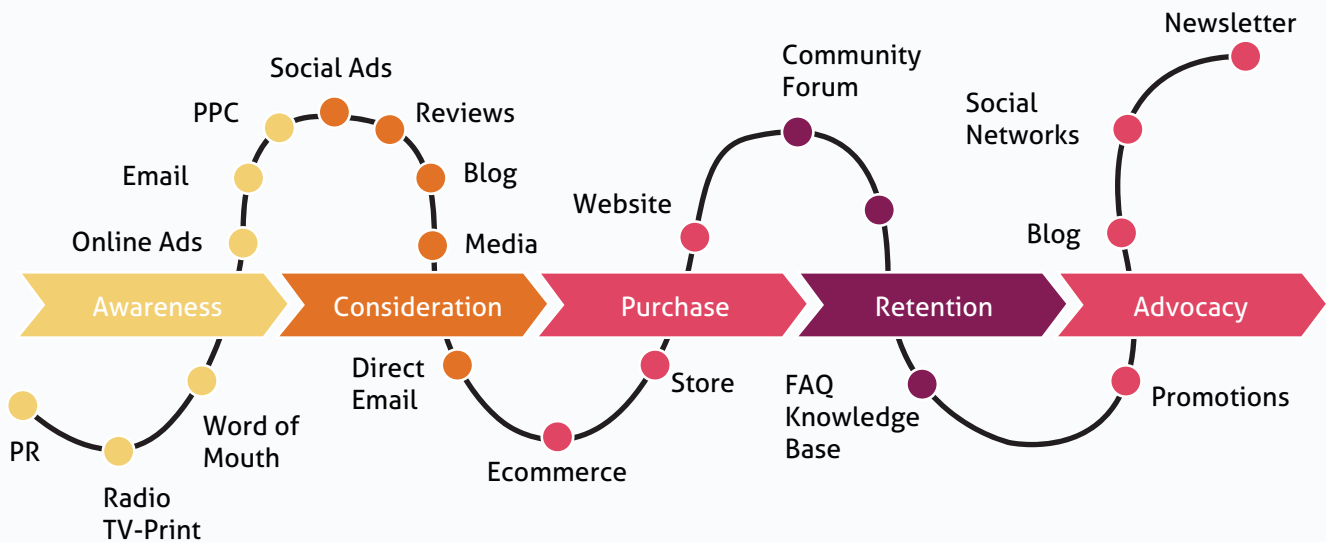 Newsletter
Community
Forum
Social Ads
Social
Networks
PPC
Reviews
Email
Blog
Website
Online Ads
Media
Blog
Awareness
Consideration
Purchase
Retention
Advocacy
Direct
Email
Store
FAQ
Knowledge
Base
Promotions
PR
Word of
Mouth
Ecommerce
Radio
TV-Print